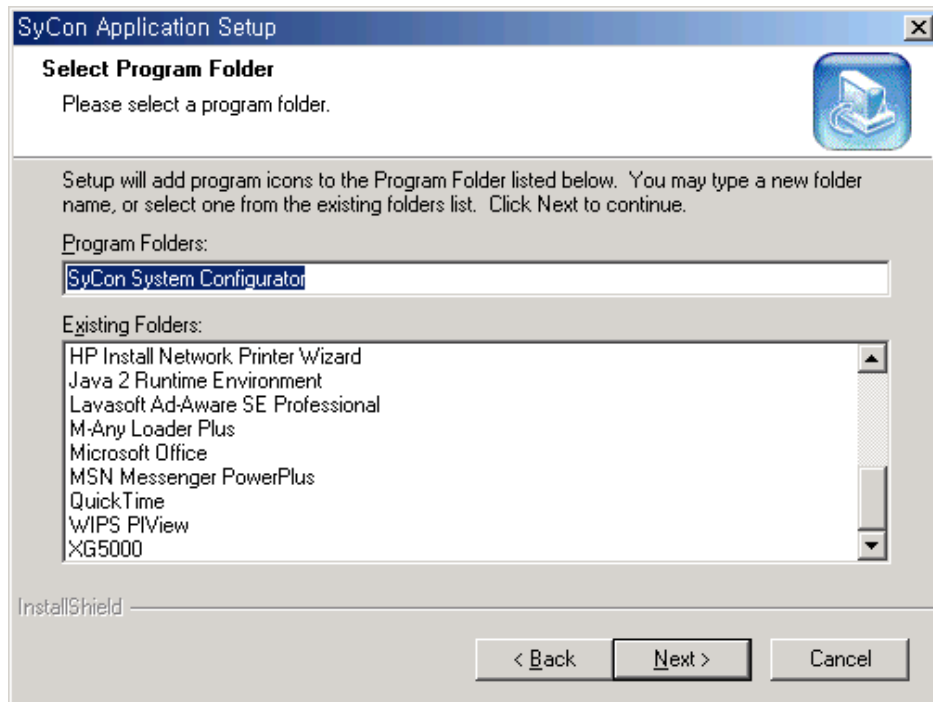 SyCon Application Setup
Select Program Folder
Please select a program folder.
Setup will add program icons to the Program Folder listed below. You may type a new folder
name, or select one from the existing folders list. Click Next to continue.
Program Folders:
SyCon System Configurator
Existing Folders:
HP Install Network Printer Wizard
Java 2 Runtime Environment
Lavasoft Ad-Aware SE Professional
M-Any Loader Plus
Microsoft Office
MSN Messenger PowerPlus
QuickTime
WIPS PIView
XG5000
InstallShield
< Back Next > Cancel